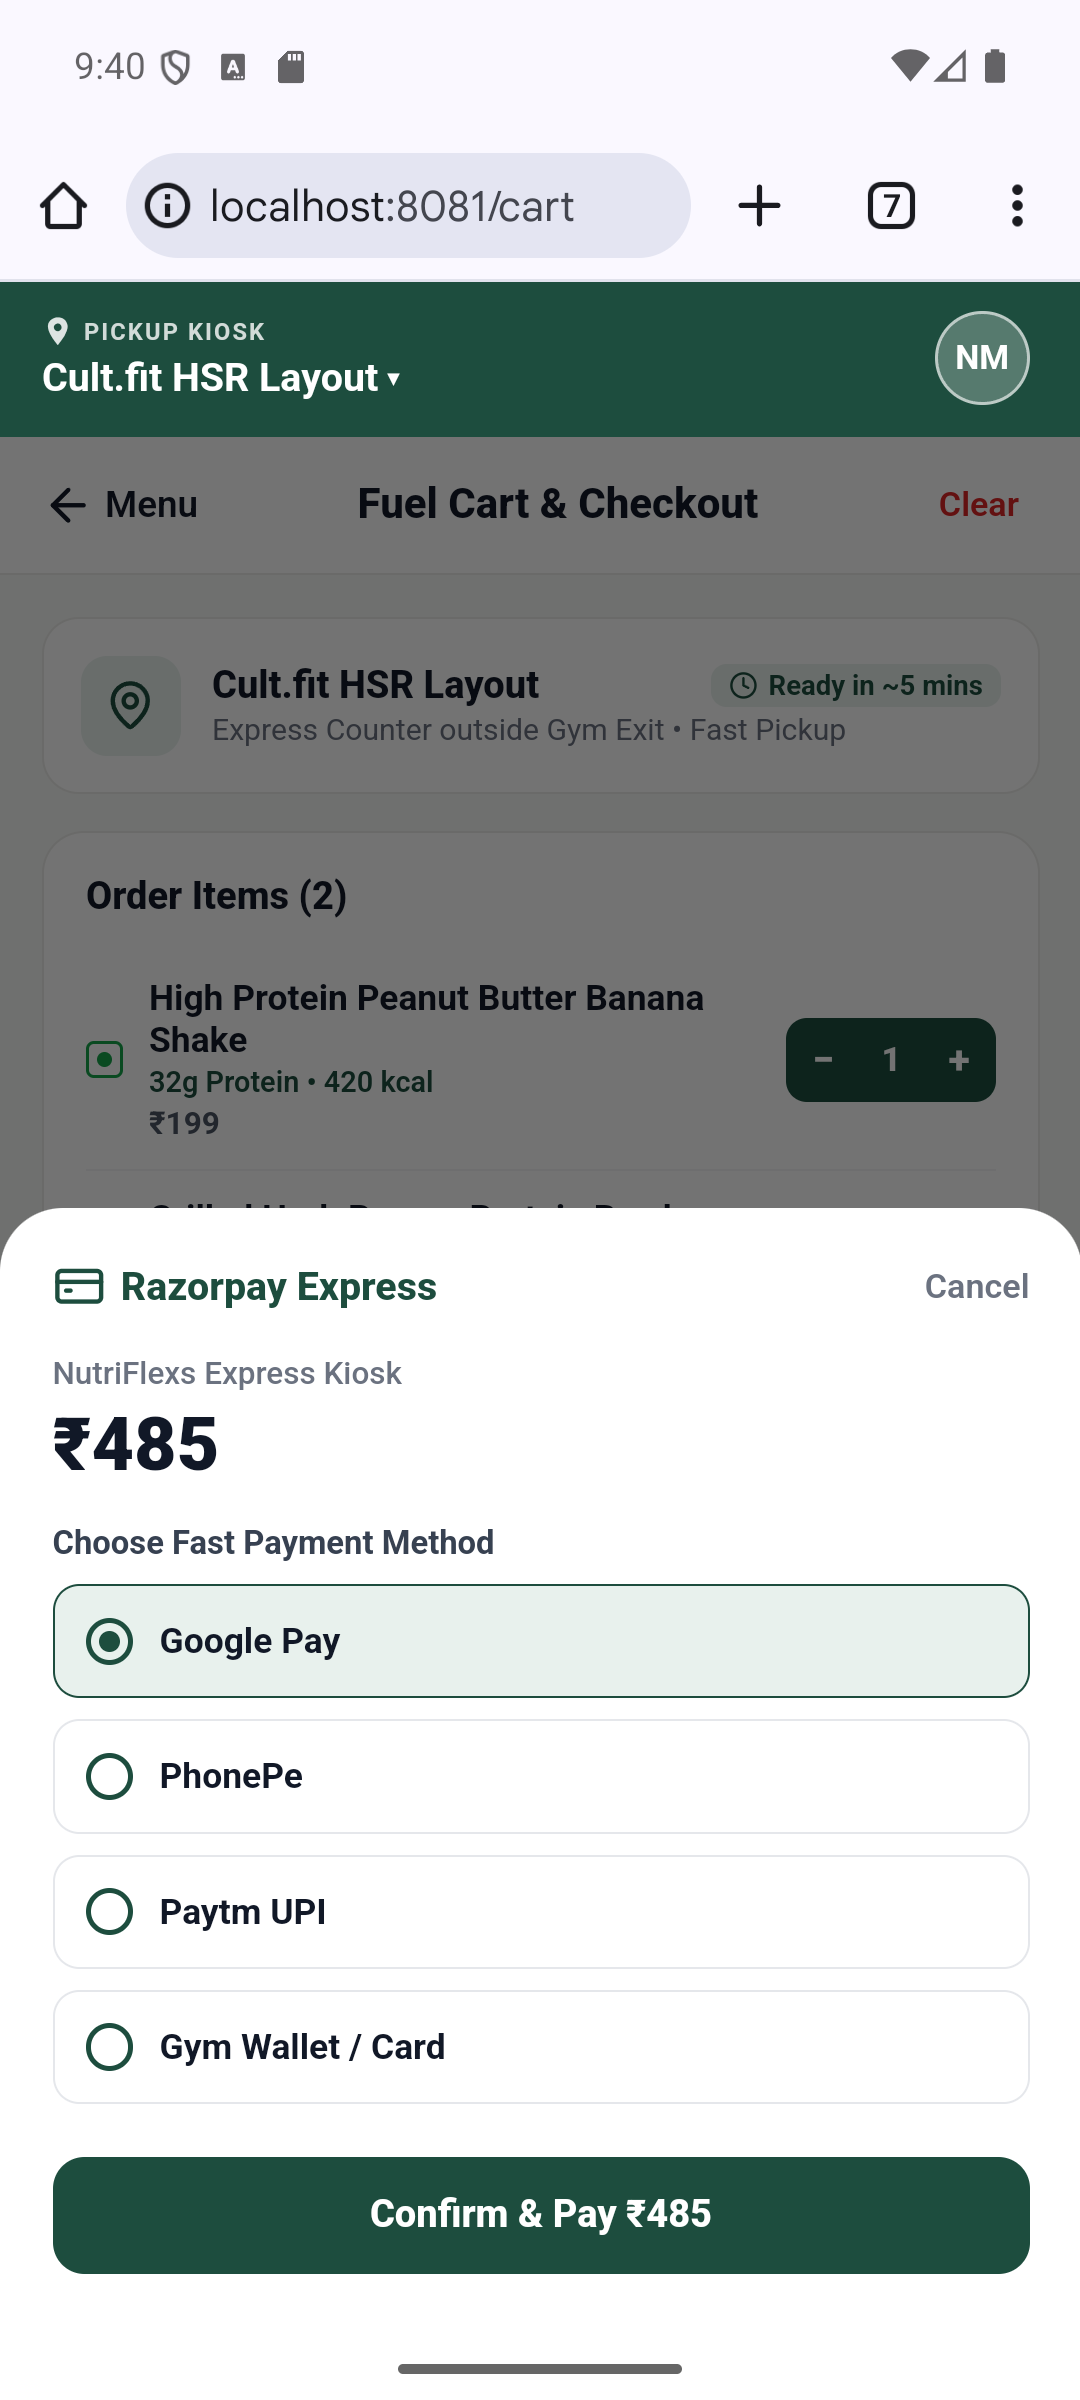 9:40
localhost:8081/cart
7
PICKUP KIOSK
Cult.fit HSR Layout ▾
NM
Menu
Fuel Cart & Checkout
Clear
Cult.fit HSR Layout
Ready in ~5 mins
Express Counter outside Gym Exit • Fast Pickup
Order Items (2)
High Protein Peanut Butter Banana
Shake
32g Protein • 420 kcal
₹199
− 1 +
Razorpay Express
Cancel
NutriFlexs Express Kiosk
₹485
Choose Fast Payment Method
Google Pay
PhonePe
Paytm UPI
Gym Wallet / Card
Confirm & Pay ₹485